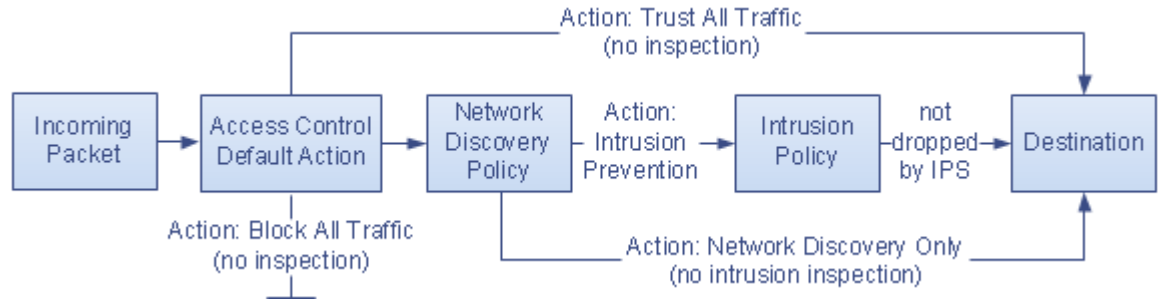 Action: Trust All Traffic
(no inspection)
Incoming
Packet
Access Control
Default Action
Network
Discovery
Policy
Action:
Intrusion
Prevention
Intrusion
Policy
not
dropped
by IPS
Destination
Action: Block All Traffic
(no inspection)
Action: Network Discovery Only
(no intrusion inspection)